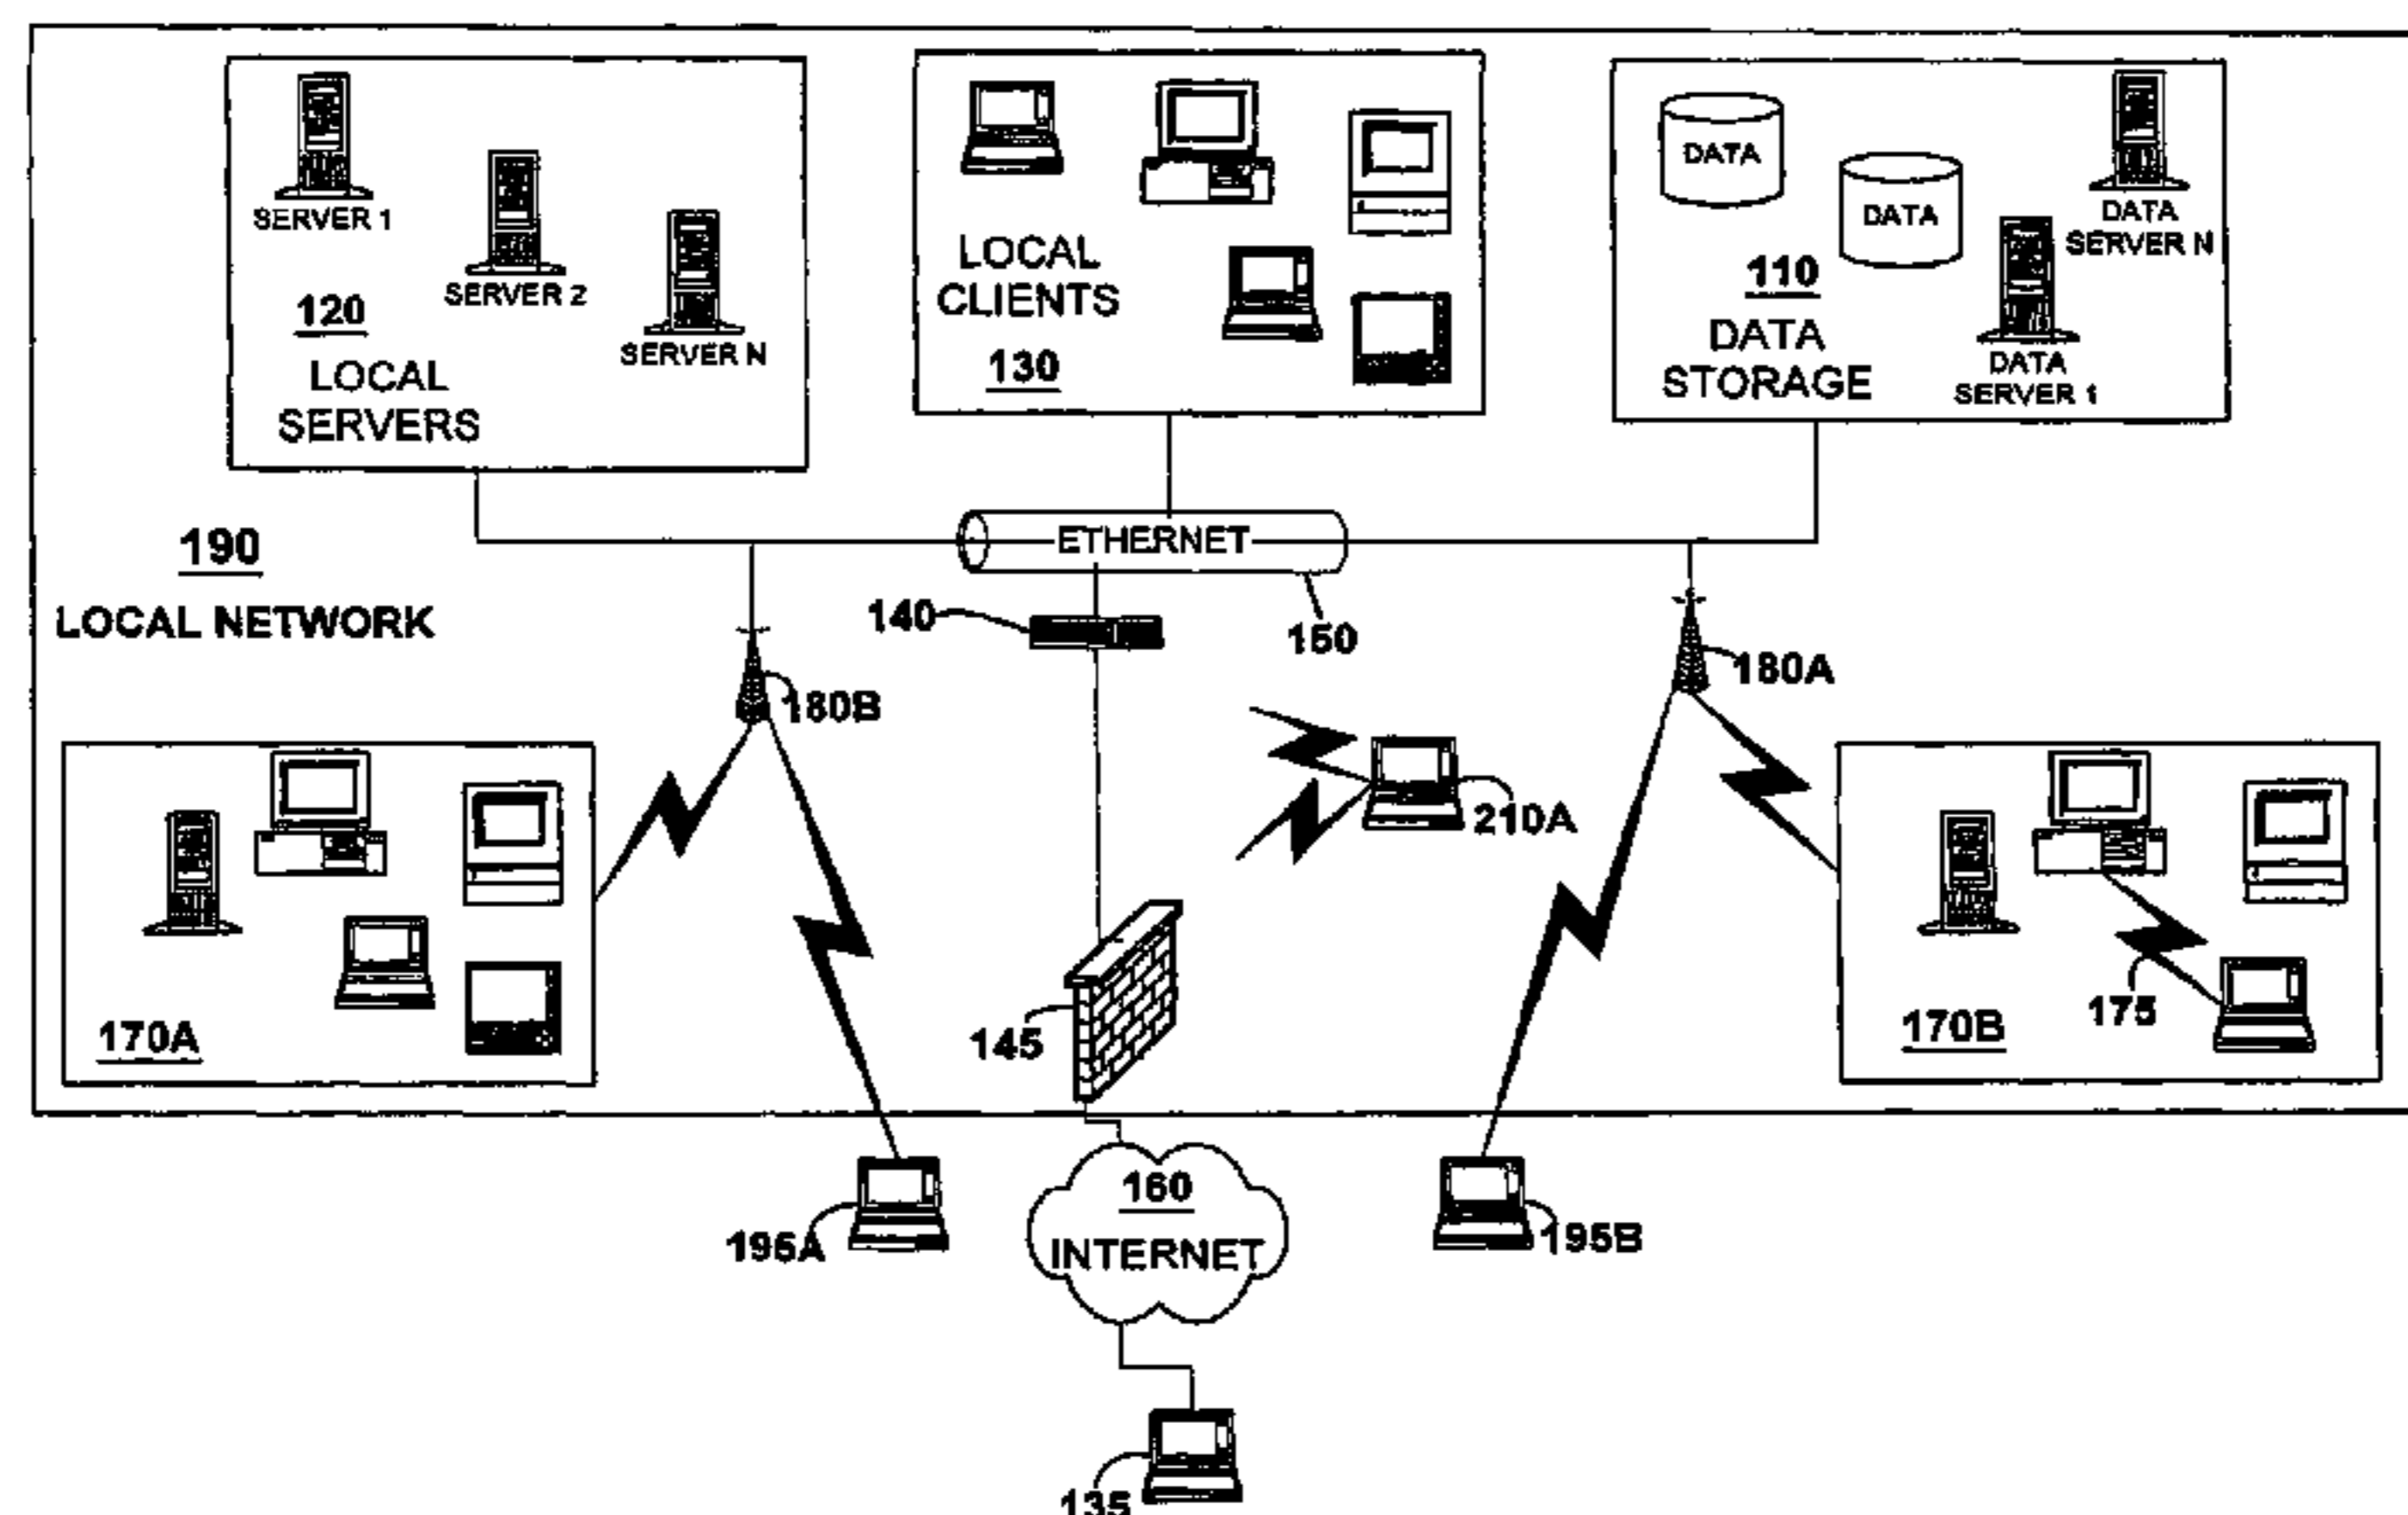 SERVER 1
SERVER 2
SERVER N
120
LOCAL
SERVERS
LOCAL
CLIENTS
130
DATA
DATA
110
DATA
STORAGE
DATA
SERVER N
DATA
SERVER 1
ETHERNET
190
LOCAL NETWORK
140
150
180B
180A
210A
170A
145
170B
175
195A
160
INTERNET
195B
135